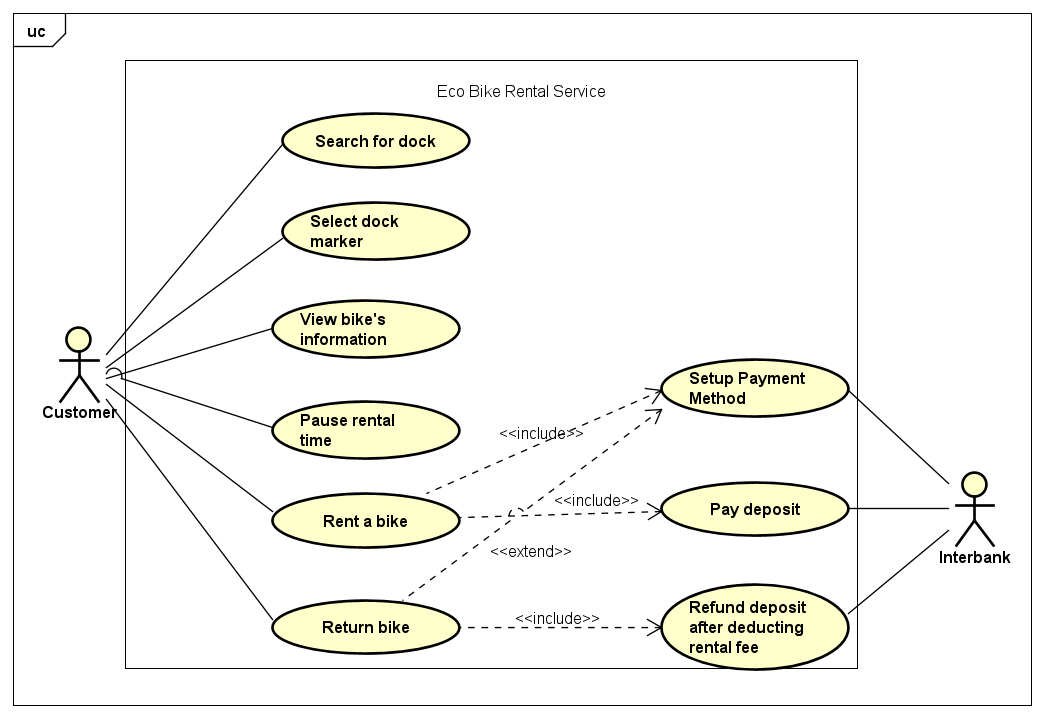 uc
Eco Bike Rental Service
Search for dock
Select dock
marker
View bike's
information
Setup Payment
Method
Customer
Pause rental
time
<<include>>
<<include>>
Rent a bike
Pay deposit
<<extend>>
Interbank
Refund deposit
after deducting
rental fee
<<include>>
Return bike